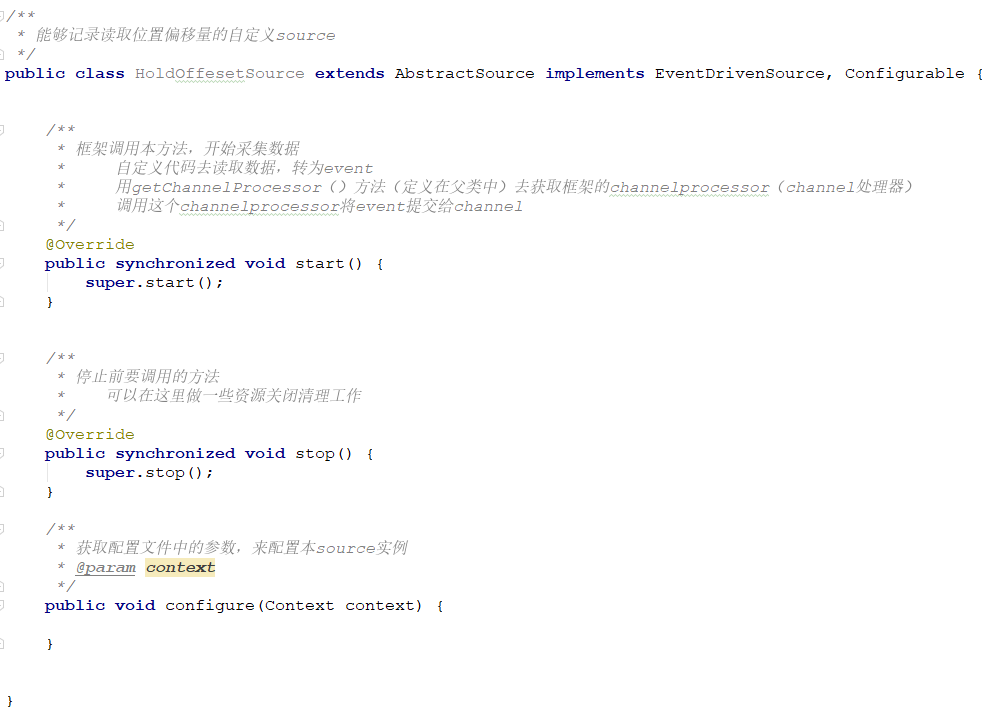 /**
 * 能够记录读取位置偏移量的自定义source
 */
public class HoldOffesetSource extends AbstractSource implements EventDrivenSource, Configurable {
    /**
     * 框架调用本方法，开始采集数据
     *     自定义代码去读取数据，转为event
     *     用getChannelProcessor（）方法（定义在父类中）去获取框架的channelprocessor（channel处理器）
     *     调用这个channelprocessor将event提交给channel
     */
    @Override
    public synchronized void start() {
        super.start();
    }
    /**
     * 停止前要调用的方法
     *    可以在这里做一些资源关闭清理工作
     */
    @Override
    public synchronized void stop() {
        super.stop();
    }
    /**
     * 获取配置文件中的参数，来配置本source实例
     * @param context
     */
    public void configure(Context context) {
    }
}